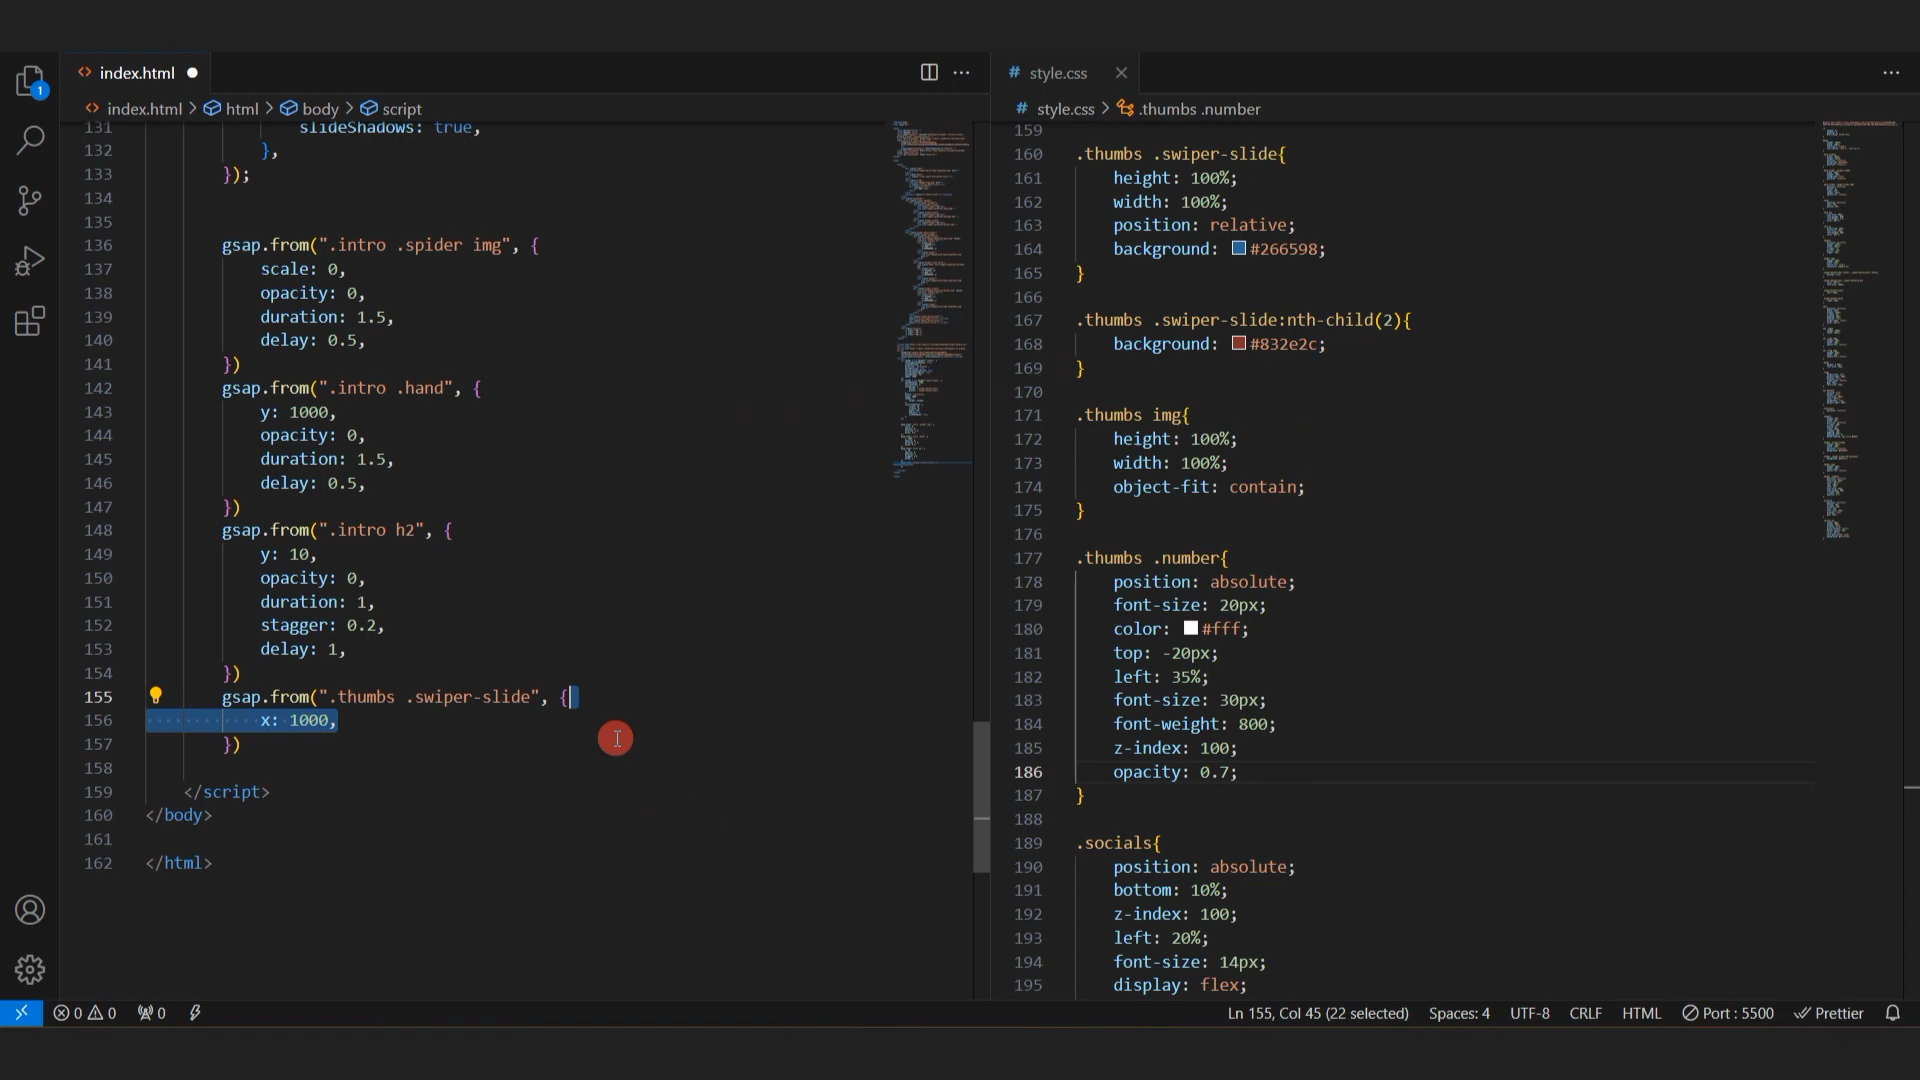 index.html
index.html > html > body > script
131 slideShadows: true,
132 },
133 });
134
135
136 gsap.from(".intro .spider img", {
137 scale: 0,
138 opacity: 0,
139 duration: 1.5,
140 delay: 0.5,
141 })
142 gsap.from(".intro .hand", {
143 y: 1000,
144 opacity: 0,
145 duration: 1.5,
146 delay: 0.5,
147 })
148 gsap.from(".intro h2", {
149 y: 10,
150 opacity: 0,
151 duration: 1,
152 stagger: 0.2,
153 delay: 1,
154 })
155 gsap.from(".thumbs .swiper-slide", {
156 x: 1000,
157 })
158
159 </script>
160 </body>
161
162 </html>
1
# style.css
# style.css > .thumbs .number
159
160 .thumbs .swiper-slide{
161 height: 100%;
162 width: 100%;
163 position: relative;
164 background: #266598;
165 }
166
167 .thumbs .swiper-slide:nth-child(2){
168 background: #832e2c;
169 }
170
171 .thumbs img{
172 height: 100%;
173 width: 100%;
174 object-fit: contain;
175 }
176
177 .thumbs .number{
178 position: absolute;
179 font-size: 20px;
180 color: #fff;
181 top: -20px;
182 left: 35%;
183 font-size: 30px;
184 font-weight: 800;
185 z-index: 100;
186 opacity: 0.7;
187 }
188
189 .socials{
190 position: absolute;
191 bottom: 10%;
192 z-index: 100;
193 left: 20%;
194 font-size: 14px;
195 display: flex;
0 0 0 Ln 155, Col 45 (22 selected) Spaces: 4 UTF-8 CRLF HTML Port : 5500 Prettier